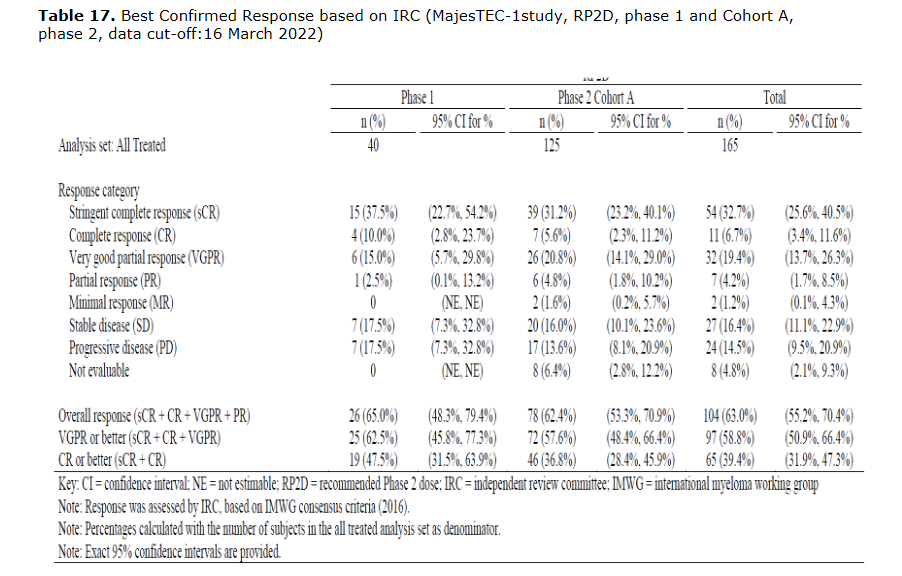 Table 17. Best Confirmed Response based on IRC (MajesTEC-1study, RP2D, phase 1 and Cohort A,
phase 2, data cut-off:16 March 2022)
Phase 1 Phase 2 Cohort A Total
n (%) 95% CI for % n (%) 95% CI for % n (%) 95% CI for %
Analysis set: All Treated 40 125 165
Response category
Stringent complete response (sCR) 15 (37.5%) (22.7%, 54.2%) 39 (31.2%) (23.2%, 40.1%) 54 (32.7%) (25.6%, 40.5%)
Complete response (CR) 4 (10.0%) (2.8%, 23.7%) 7 (5.6%) (2.3%, 11.2%) 11 (6.7%) (3.4%, 11.6%)
Very good partial response (VGPR) 6 (15.0%) (5.7%, 29.8%) 26 (20.8%) (14.1%, 29.0%) 32 (19.4%) (13.7%, 26.3%)
Partial response (PR) 1 (2.5%) (0.1%, 13.2%) 6 (4.8%) (1.8%, 10.2%) 7 (4.2%) (1.7%, 8.5%)
Minimal response (MR) 0 (NE, NE) 2 (1.6%) (0.2%, 5.7%) 2 (1.2%) (0.1%, 4.3%)
Stable disease (SD) 7 (17.5%) (7.3%, 32.8%) 20 (16.0%) (10.1%, 23.6%) 27 (16.4%) (11.1%, 22.9%)
Progressive disease (PD) 7 (17.5%) (7.3%, 32.8%) 17 (13.6%) (8.1%, 20.9%) 24 (14.5%) (9.5%, 20.9%)
Not evaluable 0 (NE, NE) 8 (6.4%) (2.8%, 12.2%) 8 (4.8%) (2.1%, 9.3%)
Overall response (sCR + CR + VGPR + PR) 26 (65.0%) (48.3%, 79.4%) 78 (62.4%) (53.3%, 70.9%) 104 (63.0%) (55.2%, 70.4%)
VGPR or better (sCR + CR + VGPR) 25 (62.5%) (45.8%, 77.3%) 72 (57.6%) (48.4%, 66.4%) 97 (58.8%) (50.9%, 66.4%)
CR or better (sCR + CR) 19 (47.5%) (31.5%, 63.9%) 46 (36.8%) (28.4%, 45.9%) 65 (39.4%) (31.9%, 47.3%)
Key: CI = confidence interval; NE = not estimable; RP2D = recommended Phase 2 dose; IRC = independent review committee; IMWG = international myeloma working group
Note: Response was assessed by IRC, based on IMWG consensus criteria (2016).
Note: Percentages calculated with the number of subjects in the all treated analysis set as denominator.
Note: Exact 95% confidence intervals are provided.